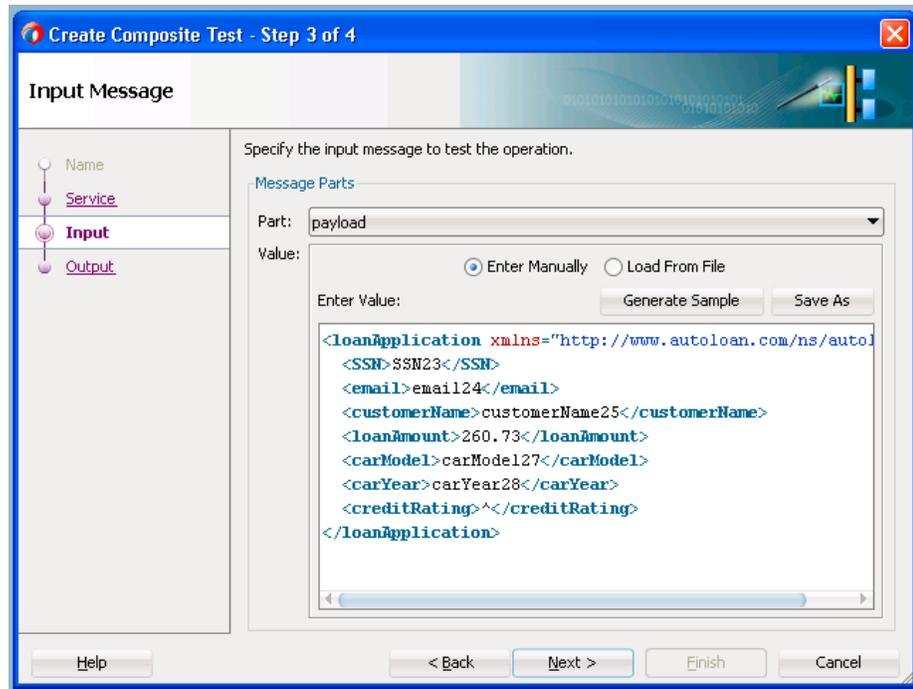 Create Composite Test - Step 3 of 4
Input Message
Name
Service
Input
Output
Specify the input message to test the operation.
Message Parts
Part: payload
Value:
Enter Manually Load From File
Enter Value: Generate Sample Save As
<loanApplication xmlns="http://www.autoloan.com/ns/autol
<SSN>SSN23</SSN>
<email>email24</email>
<customerName>customerName25</customerName>
<loanAmount>260.73</loanAmount>
<carModel>carModel27</carModel>
<carYear>carYear28</carYear>
<creditRating>^</creditRating>
</loanApplication>
Help < Back Next > Finish Cancel